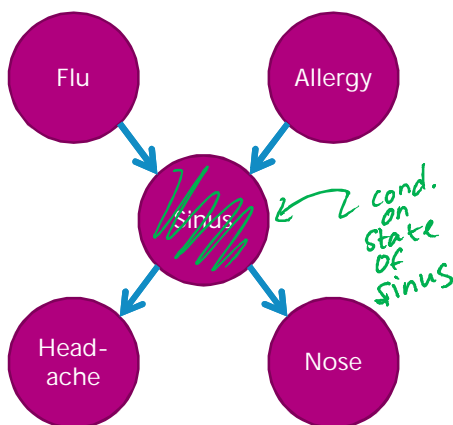 Flu
Allergy
Sinus
cond.
on
state
of
sinus
Head-
ache
Nose